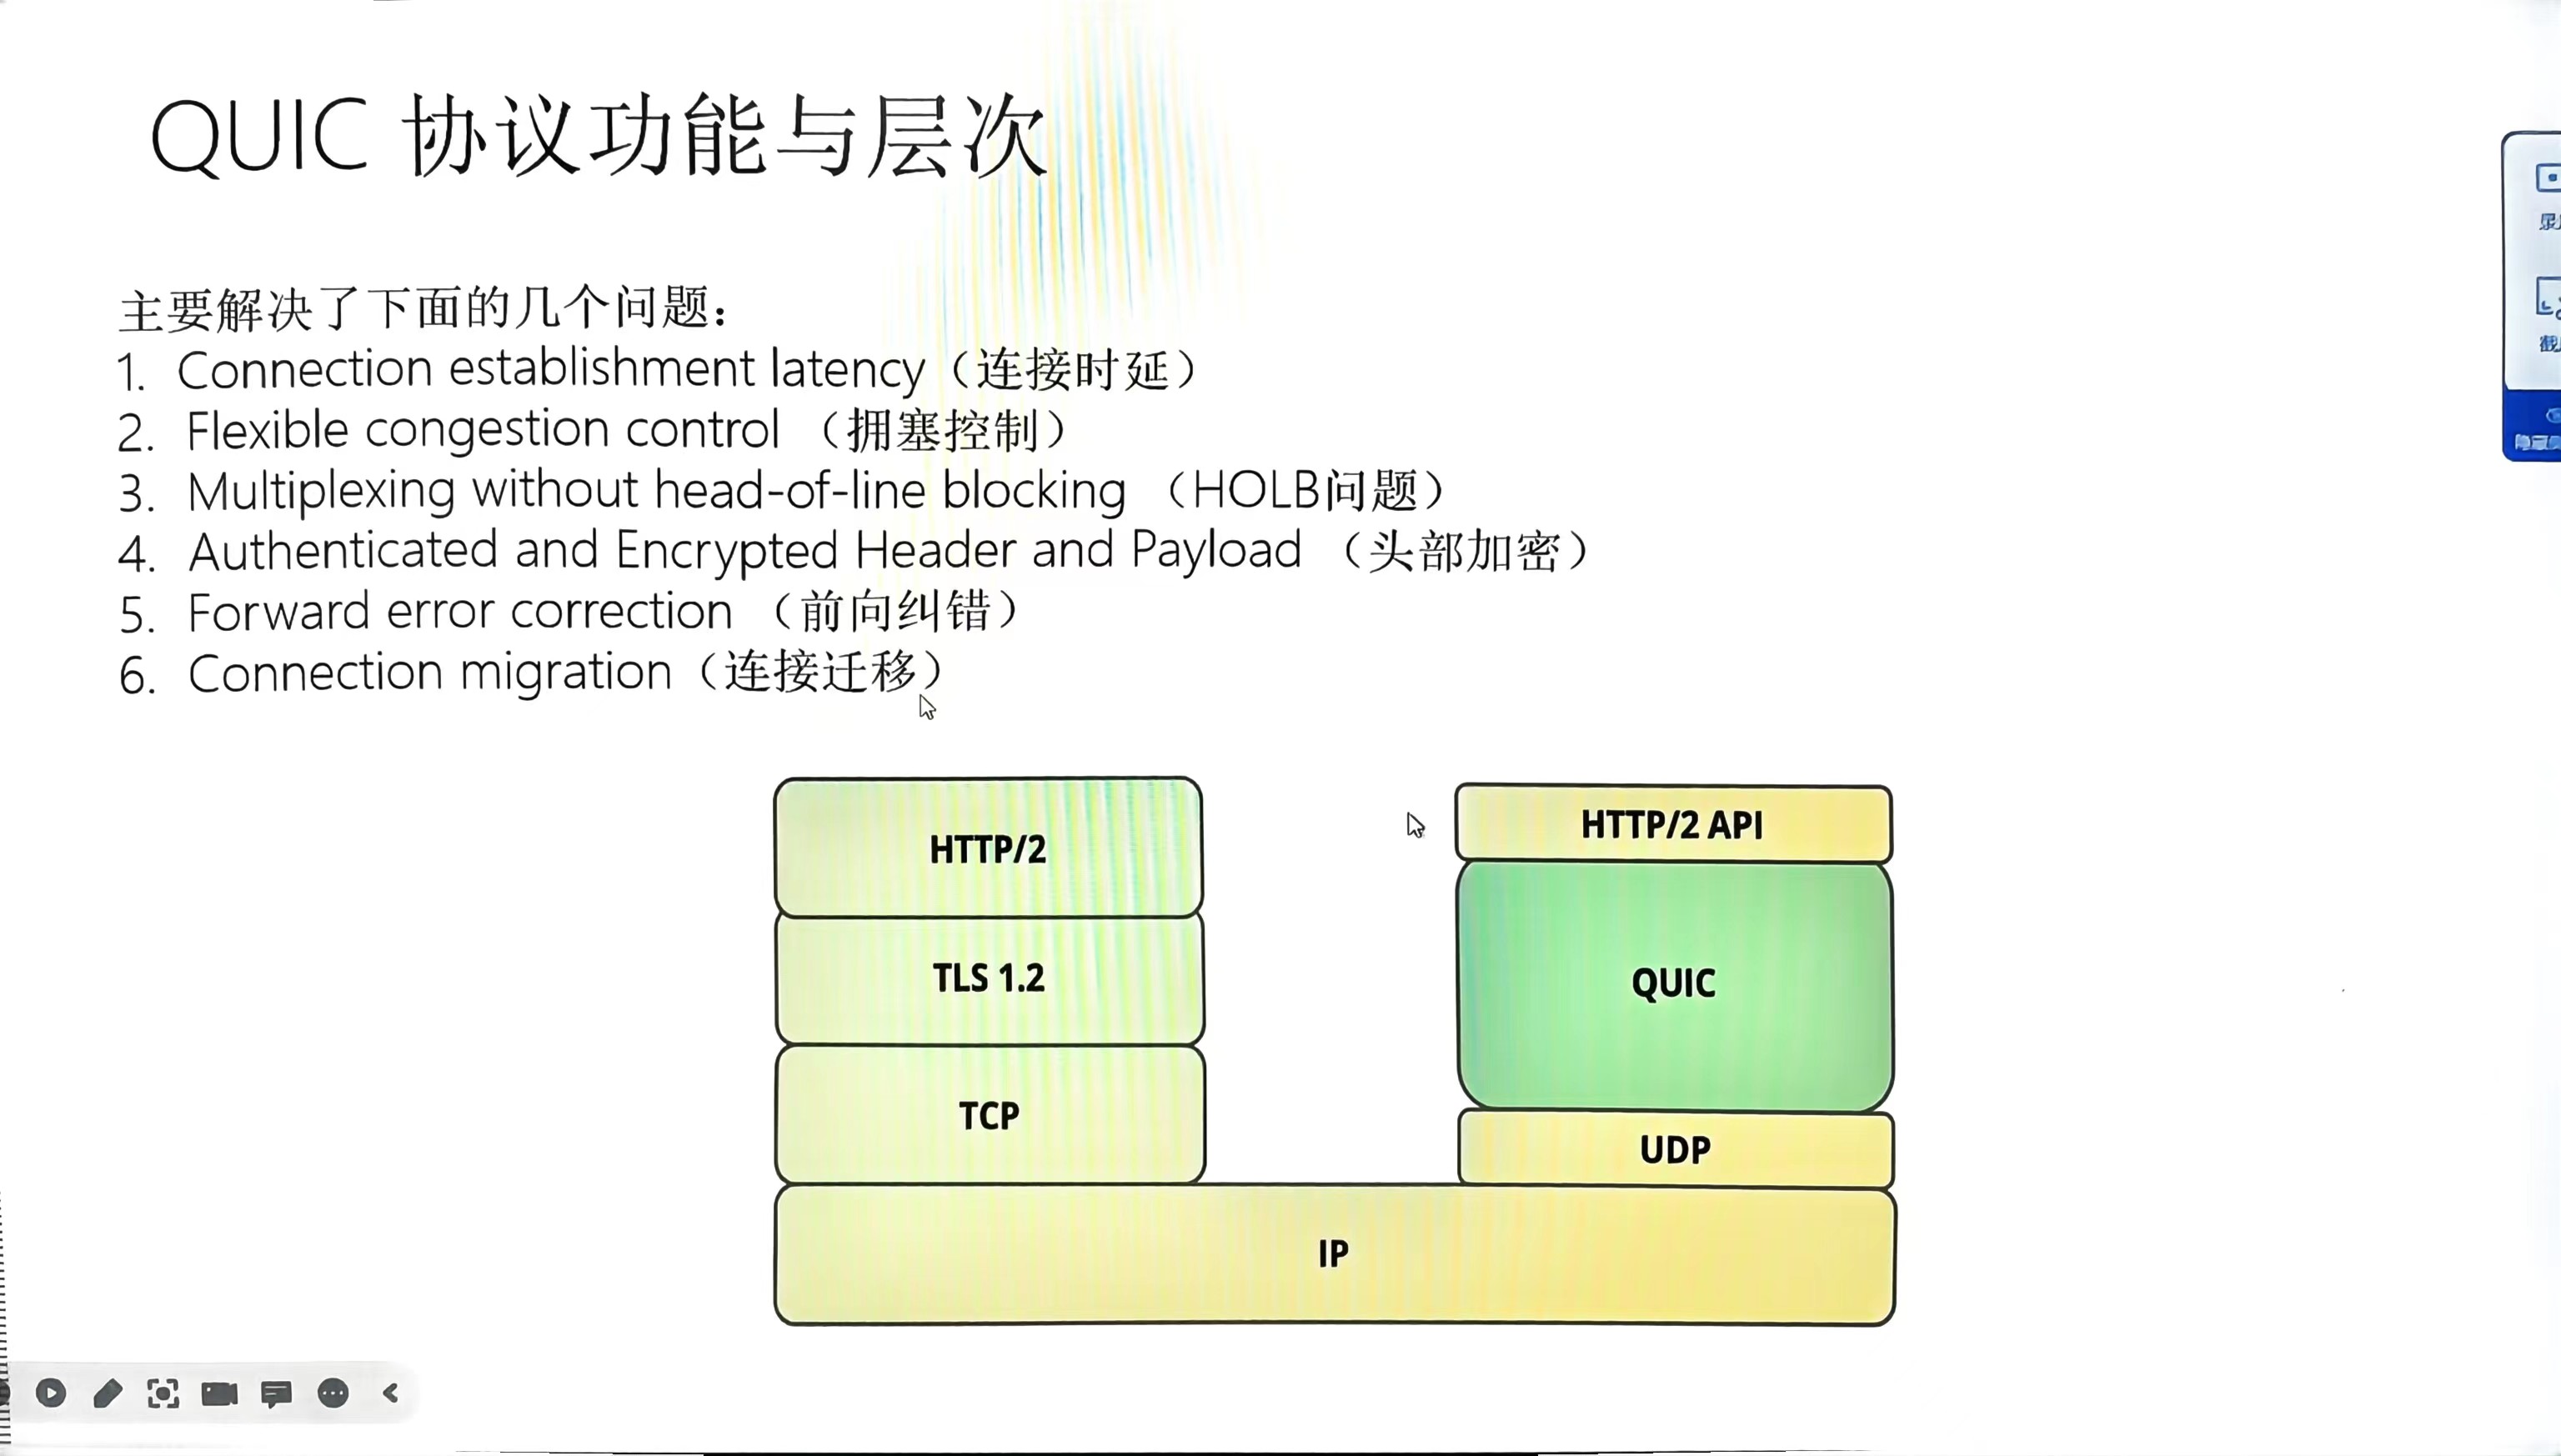 QUIC 协议功能与层次
主要解决了下面的几个问题：
1. Connection establishment latency（连接时延）
2. Flexible congestion control （拥塞控制）
3. Multiplexing without head-of-line blocking （HOLB问题）
4. Authenticated and Encrypted Header and Payload （头部加密）
5. Forward error correction （前向纠错）
6. Connection migration（连接迁移）
HTTP/2
TLS 1.2
TCP
HTTP/2 API
QUIC
UDP
IP